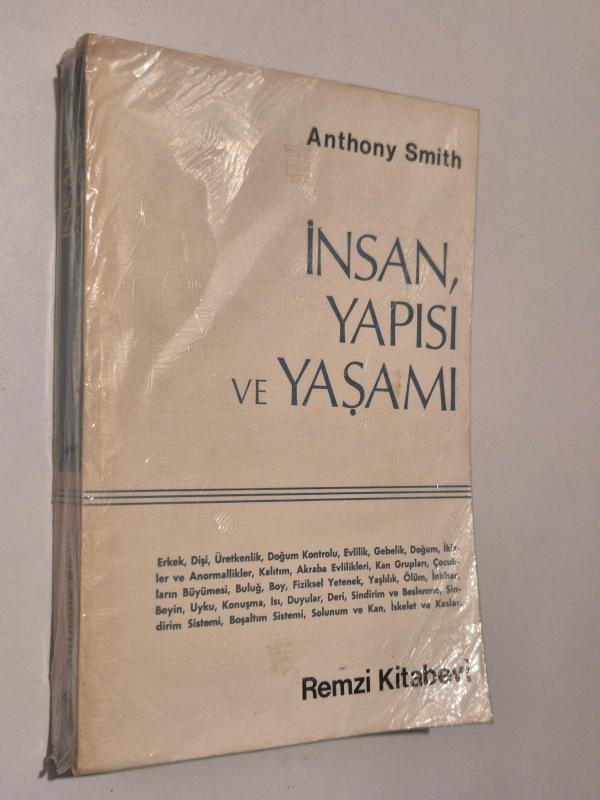 Anthony Smith
İNSAN,
YAPISI
VE YAŞAMI
Erkek, Dişi, Üretkenlik, Doğum Kontrolu, Evlilik, Gebelik, Doğum, İkiz-
ler ve Anormallikler, Kalıtım, Akraba Evlilikleri, Kan Grupları, Çocuk-
ların Büyümesi, Buluğ, Boy, Fiziksel Yetenek, Yaşlılık, Ölüm, İntihar,
Beyin, Uyku, Konuşma, Isı, Duyular, Deri, Sindirim ve Beslenme, Sin-
dirim Sistemi, Boşaltım Sistemi, Solunum ve Kan, İskelet ve Kaslar.
Remzi Kitabevi